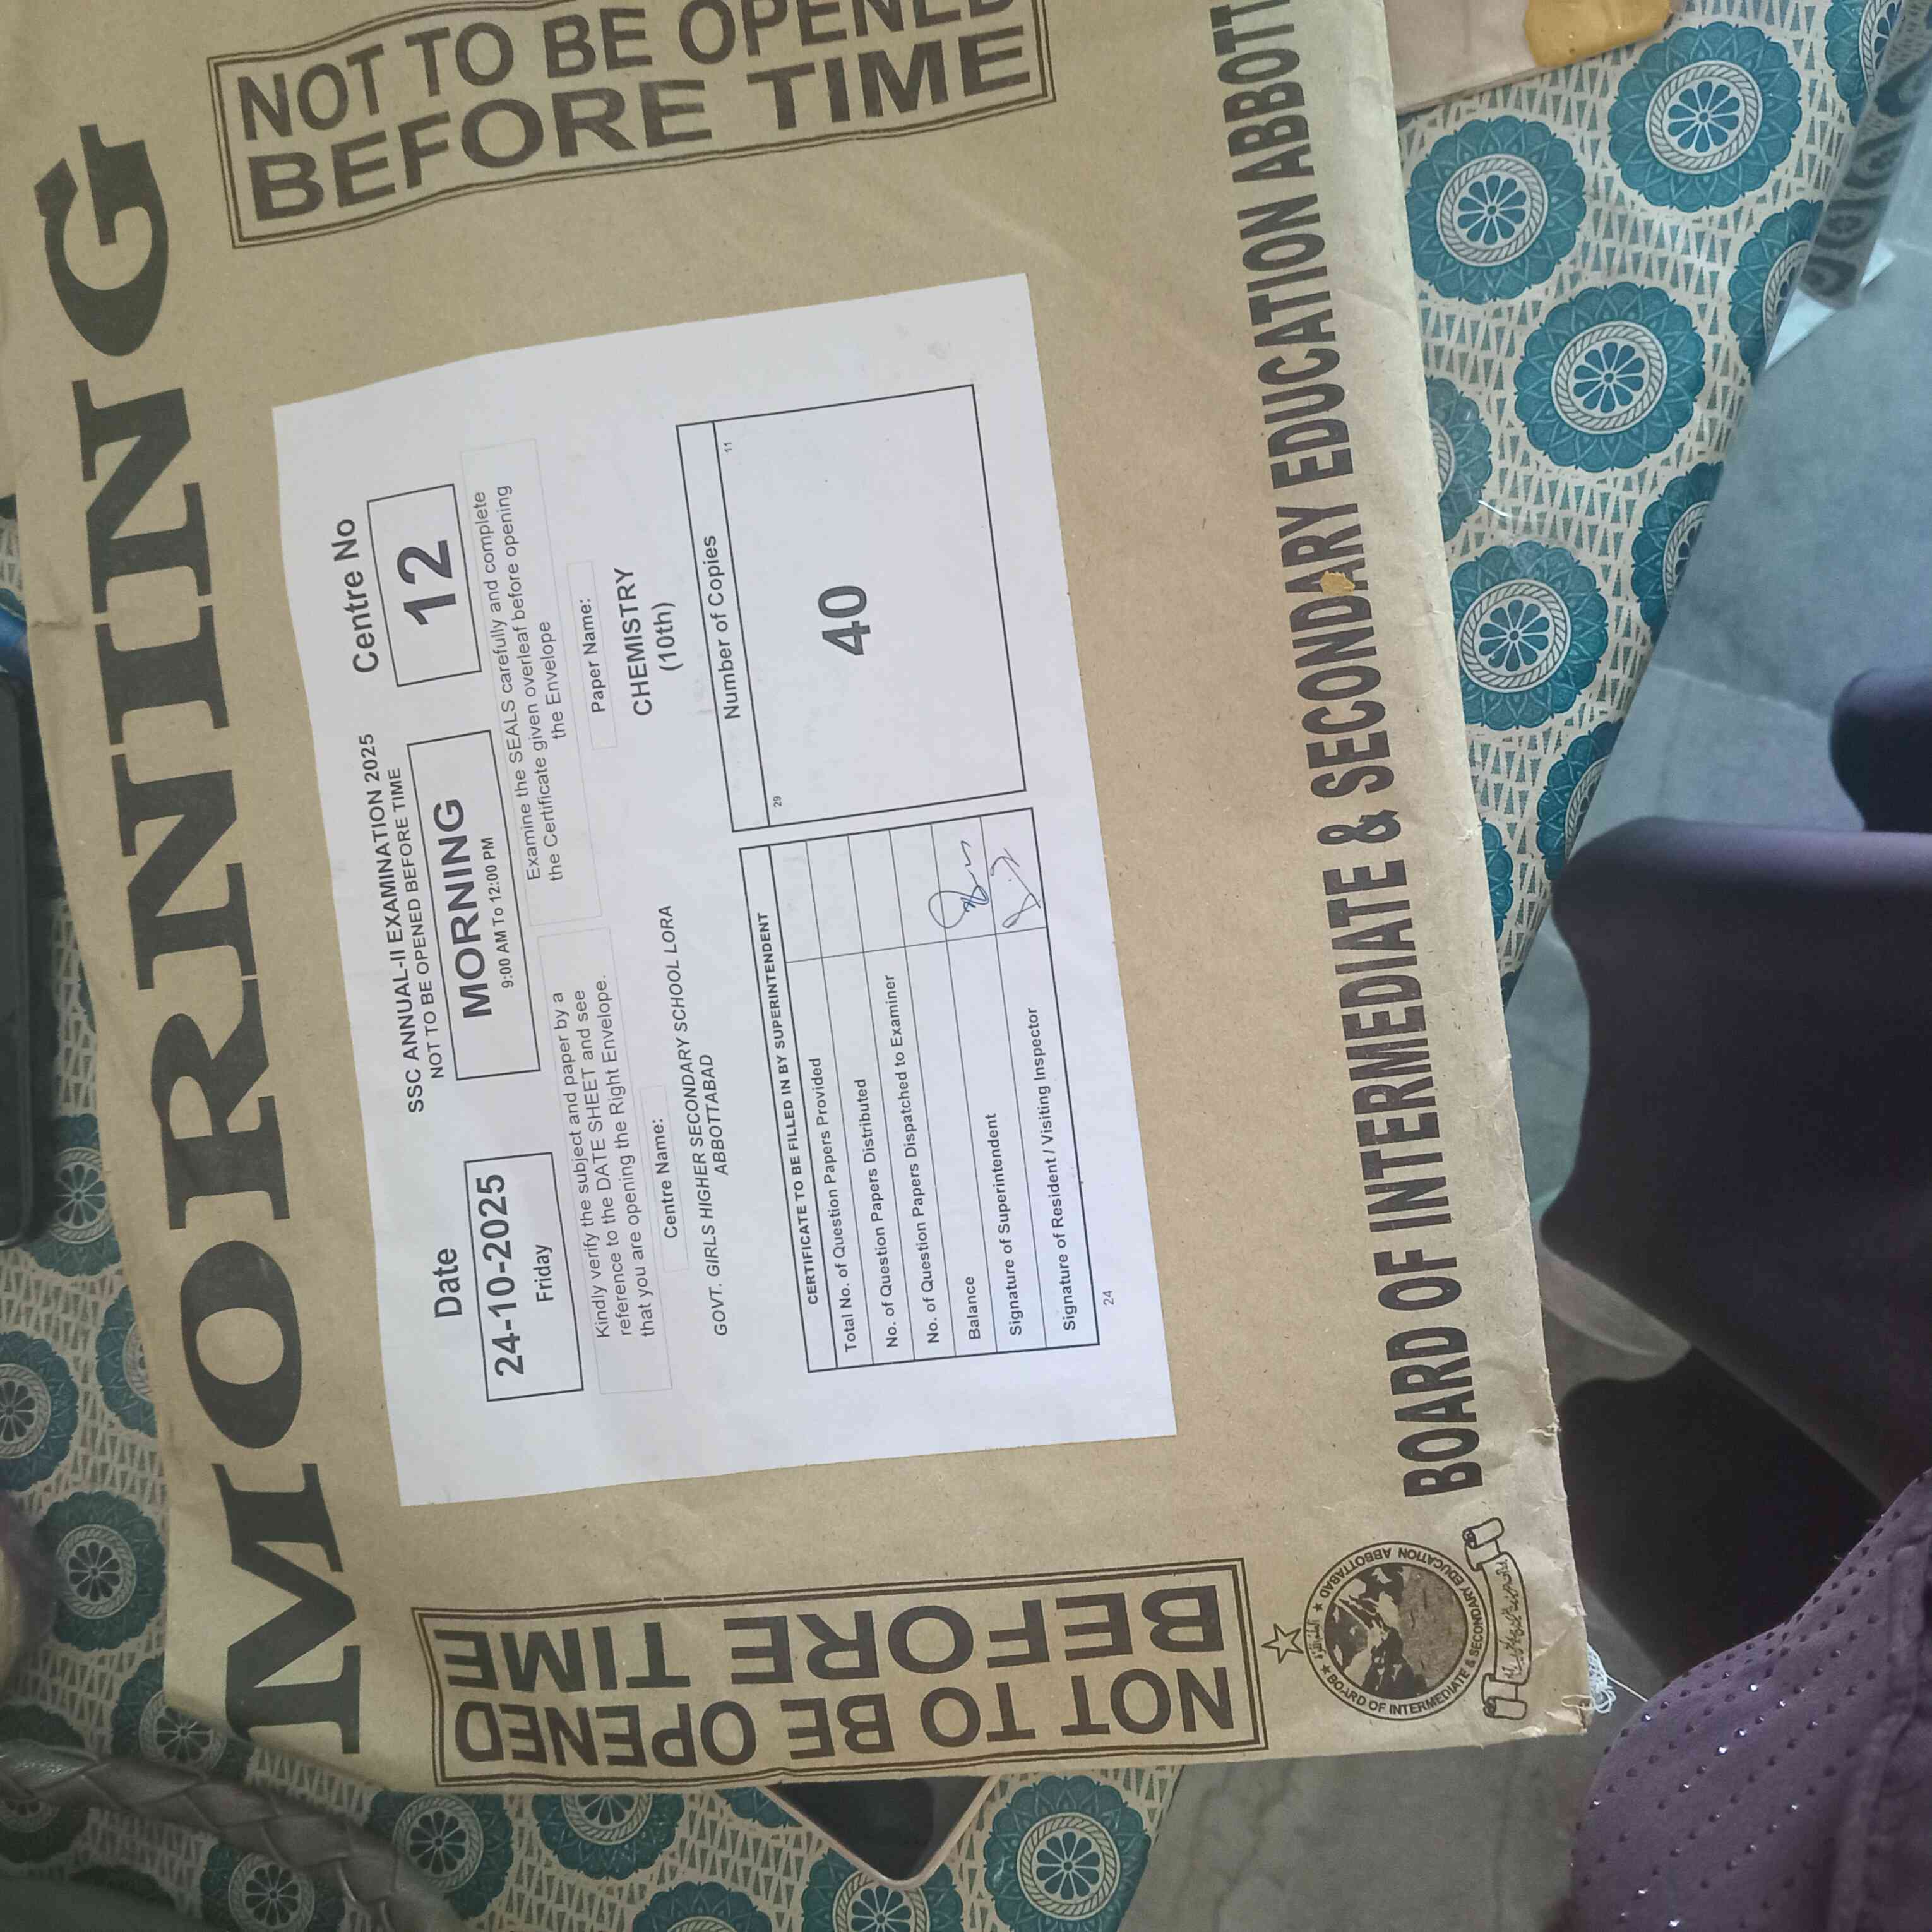 MORNING
NOT TO BE OPENED
BEFORE TIME
NOT TO BE OPENED
BEFORE TIME
SSC ANNUAL-II EXAMINATION 2025
NOT TO BE OPENED BEFORE TIME
Date
24-10-2025
Friday
MORNING
9:00 AM To 12:00 PM
Centre No
12
Kindly verify the subject and paper by a
reference to the DATE SHEET and see
that you are opening the Right Envelope.
Examine the SEALS carefully and complete
the Certificate given overleaf before opening
the Envelope
Centre Name:
GOVT. GIRLS HIGHER SECONDARY SCHOOL LORA
ABBOTTABAD
Paper Name:
CHEMISTRY
(10th)
CERTIFICATE TO BE FILLED IN BY SUPERINTENDENT
Total No. of Question Papers Provided
No. of Question Papers Distributed
No. of Question Papers Dispatched to Examiner
Balance
Signature of Superintendent
Signature of Resident / Visiting Inspector
24
Number of Copies
29
11
40
BOARD OF INTERMEDIATE & SECONDARY EDUCATION ABBOTT
BOARD OF INTERMEDIATE & SECONDARY EDUCATION ABBOTTABAD